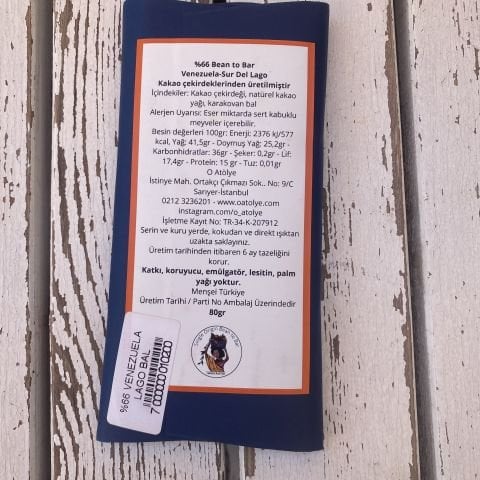 %66 Bean to Bar
Venezuela-Sur Del Lago
Kakao çekirdeklerinden üretilmiştir
İçindekiler: Kakao çekirdeği, natürel kakao
yağı, karakovan bal
Alerjen Uyarısı: Eser miktarda sert kabuklu
meyveler içerebilir.
Besin değerleri 100gr: Enerji: 2376 kJ/577
kcal, Yağ: 41,5gr - Doymuş Yağ: 25,2gr -
Karbonhidratlar: 36gr - Şeker: 0,2gr - Lif:
17,4gr- Protein: 15 gr - Tuz: 0,01gr
O Atölye
İstinye Mah. Ortakçı Çıkmazı Sok.. No: 9/C
Sarıyer-İstanbul
0212 3236201 - www.oatolye.com
instagram.com/o_atolye
İşletme Kayıt No: TR-34-K-207912
Serin ve kuru yerde, kokudan ve direkt ışıktan
uzakta saklayınız.
Üretim tarihinden itibaren 6 ay tazeliğini
korur.
Katkı, koruyucu, emülgatör, lesitin, palm
yağı yoktur.
Menşei Türkiye
Üretim Tarihi / Parti No Ambalaj Üzerindedir
80gr
Single Origin Bean to Bar
%66 VENEZUELA
LAGO BAL